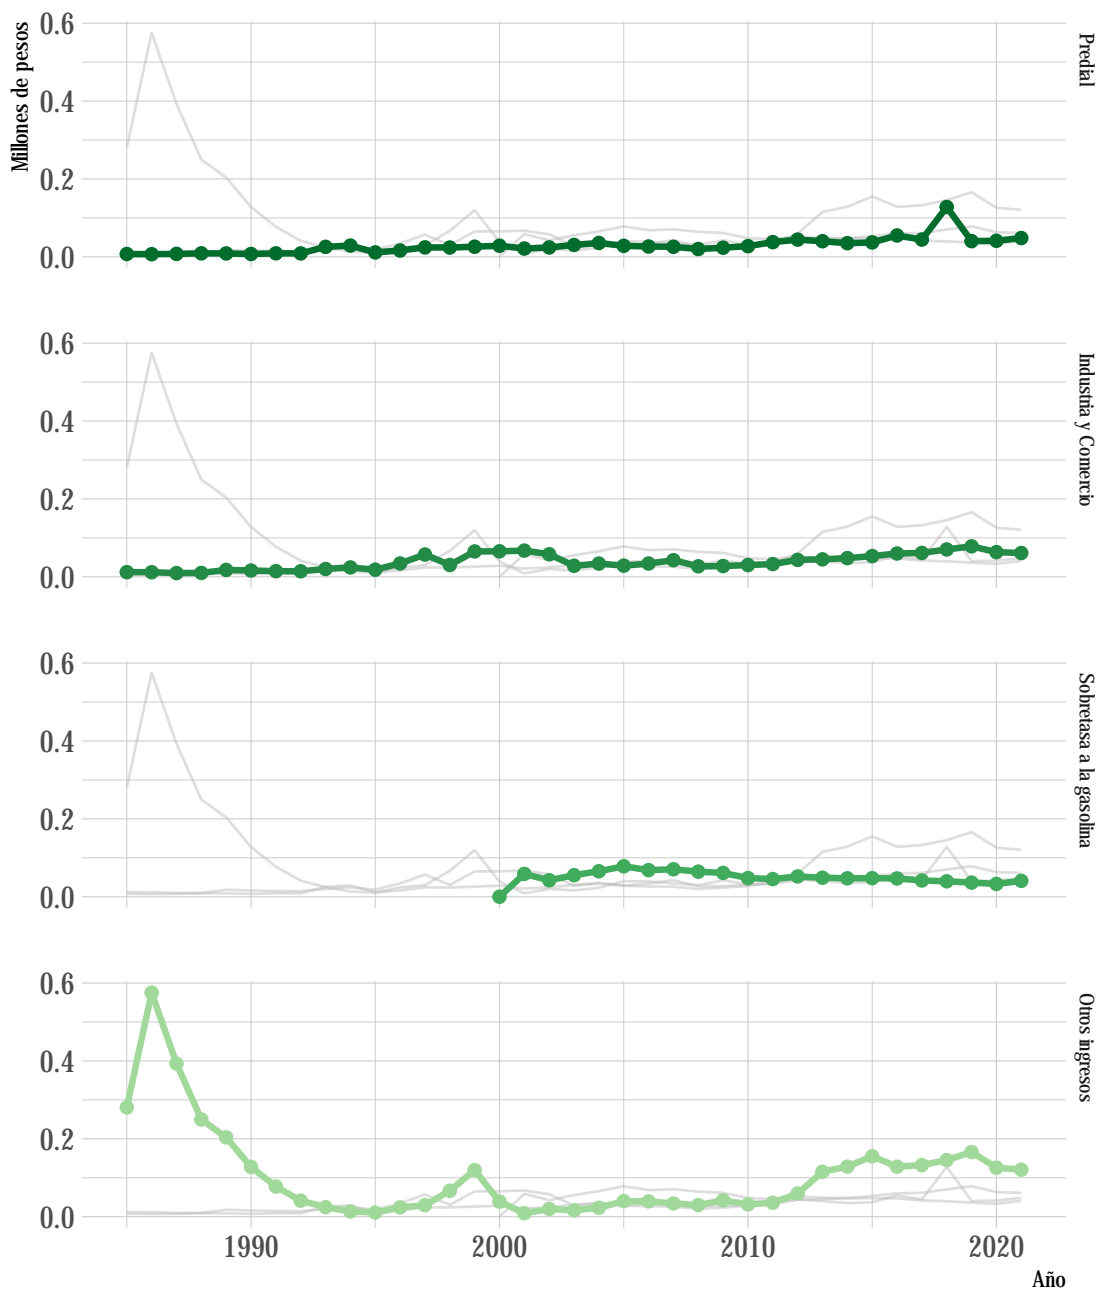 Millones de pesos
0.6
0.4
0.2
0.0
Predial
0.6
0.4
0.2
0.0
Industria y Comercio
0.6
0.4
0.2
0.0
Sobretasa a la gasolina
0.6
0.4
0.2
0.0
Otros ingresos
1990 2000 2010 2020
Año